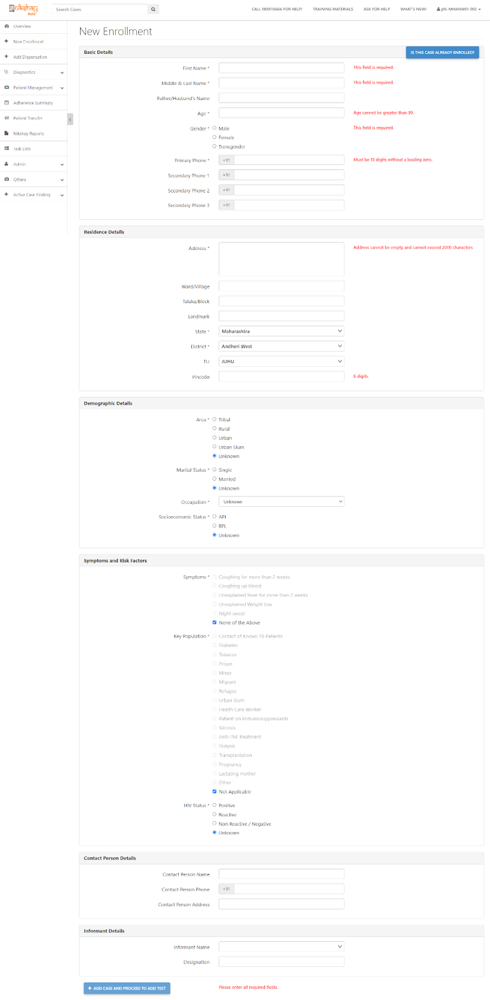 nikshay
Beta
Search Cases
CALL 1800116666 FOR HELP!
TRAINING MATERIALS
ASK FOR HELP
WHAT'S NEW!
phi-MHANW01-003
Overview
New Enrollment
Add Dispensation
Diagnostics
Patient Management
Adherence Summary
Patient Transfer
Nikshay Reports
Task Lists
Admin
Others
Active Case Finding
New Enrollment
Basic Details
IS THIS CASE ALREADY ENROLLED?
First Name * This field is required.
Middle & Last Name * This field is required.
Father/Husband's Name
Age * Age cannot be greater than 99.
Gender * Male This field is required.
Female
Transgender
Primary Phone * +91 Must be 10 digits without a leading zero.
Secondary Phone 1 +91
Secondary Phone 2 +91
Secondary Phone 3 +91
Residence Details
Address * Address cannot be empty and cannot exceed 2000 characters
Ward/Village
Taluka/Block
Landmark
State * Maharashtra
District * Andheri West
TU JUHU
Pincode 6 digits.
Demographic Details
Area * Tribal
Rural
Urban
Urban Slum
Unknown
Marital Status * Single
Married
Unknown
Occupation * Unknown
Socioeconomic Status * APL
BPL
Unknown
Symptoms and Risk Factors
Symptoms * Coughing for more than 2 weeks
Coughing up blood
Unexplained fever for more than 2 weeks
Unexplained Weight loss
Night sweat
None of the Above
Key Population * Contact of Known TB Patients
Diabetes
Tobacco
Prison
Miner
Migrant
Refugee
Urban Slum
Health Care Worker
Patient on immunosuppressants
Silicosis
Anti-TNF treatment
Dialysis
Transplantation
Pregnancy
Lactating mother
Other
Not Applicable
HIV Status * Positive
Reactive
Non Reactive / Negative
Unknown
Contact Person Details
Contact Person Name
Contact Person Phone +91
Contact Person Address
Informant Details
Informant Name
Designation
+ ADD CASE AND PROCEED TO ADD TEST
Please enter all required fields.